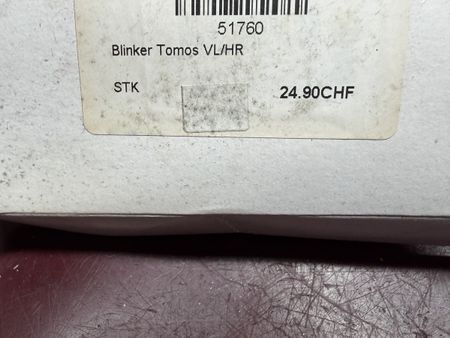 51760
Blinker Tomos VL/HR
STK 24.90CHF